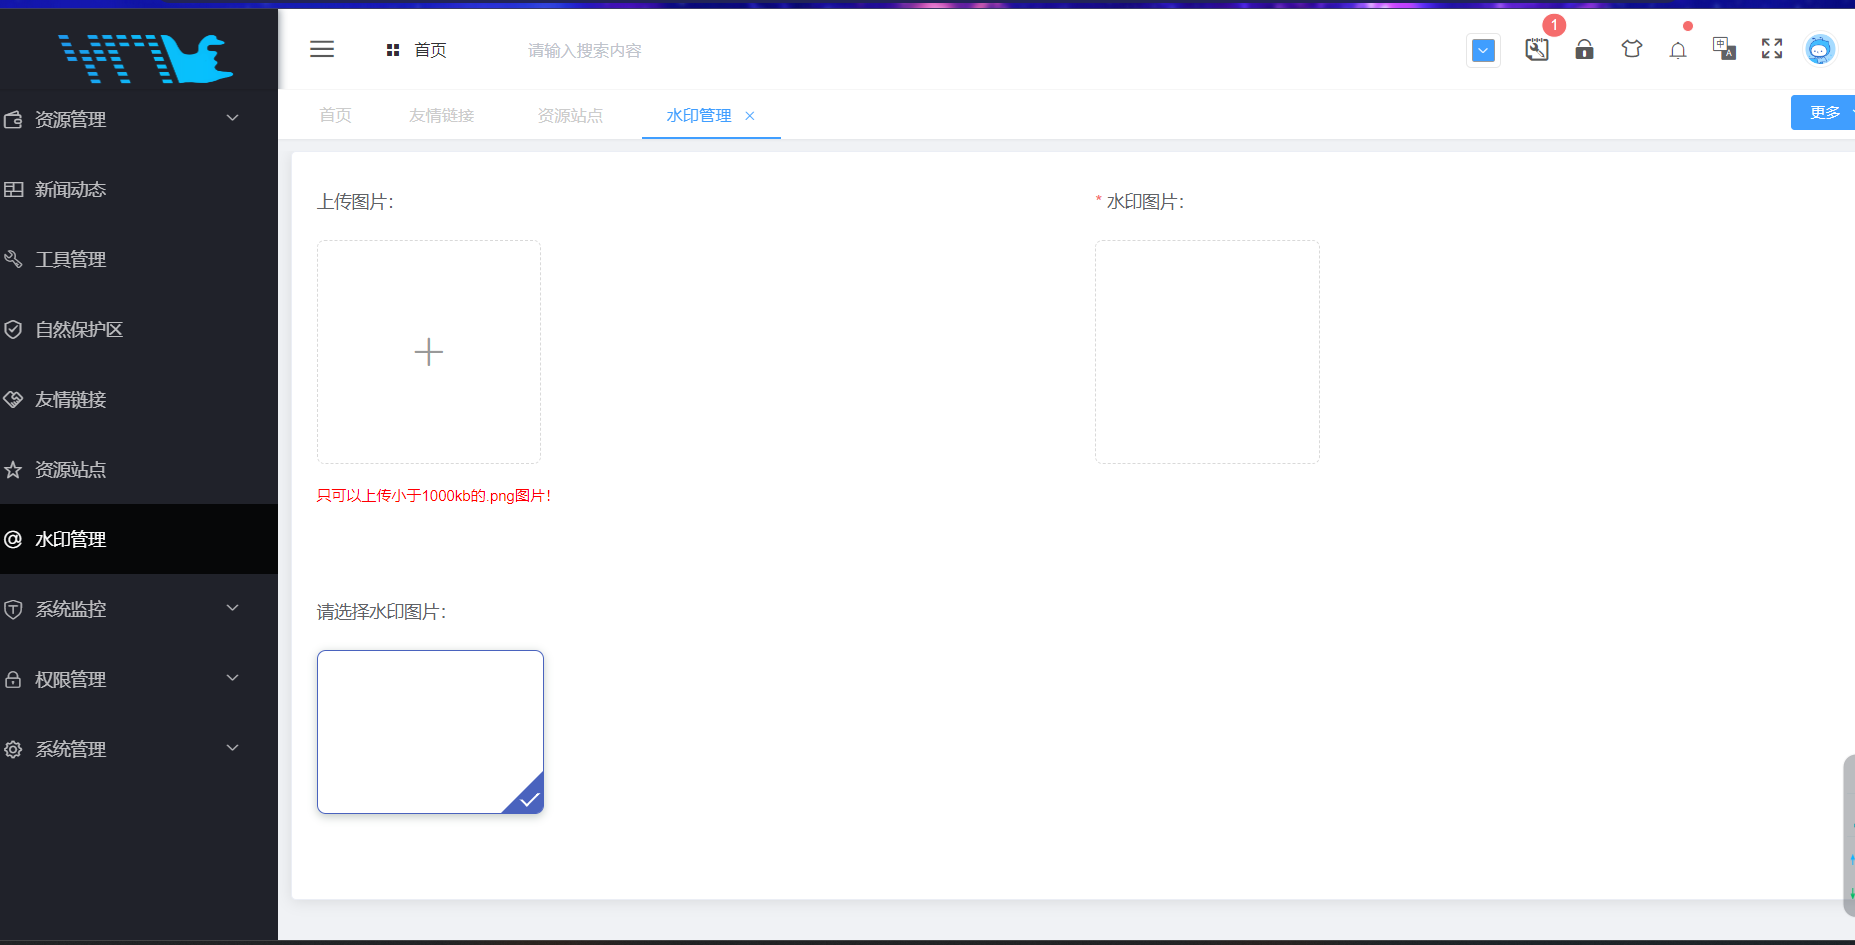 首页
请输入搜索内容
1
中
A
资源管理
新闻动态
工具管理
自然保护区
友情链接
资源站点
水印管理
系统监控
权限管理
系统管理
首页
友情链接
资源站点
水印管理
更多
上传图片:
* 水印图片:
只可以上传小于1000kb的.png图片!
请选择水印图片: